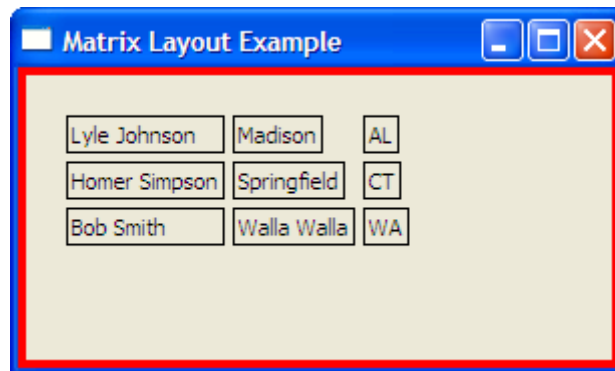 Matrix Layout Example
Lyle Johnson Madison AL
Homer Simpson Springfield CT
Bob Smith Walla Walla WA